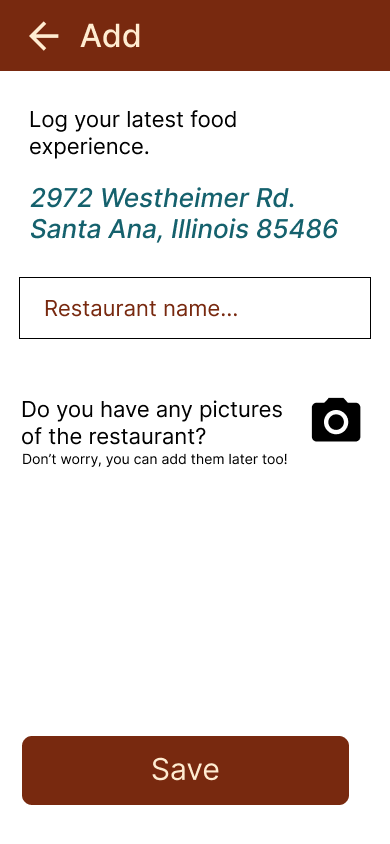 Add
Log your latest food
experience.
2972 Westheimer Rd.
Santa Ana, Illinois 85486
Restaurant name...
Do you have any pictures
of the restaurant?
Don’t worry, you can add them later too!
Save